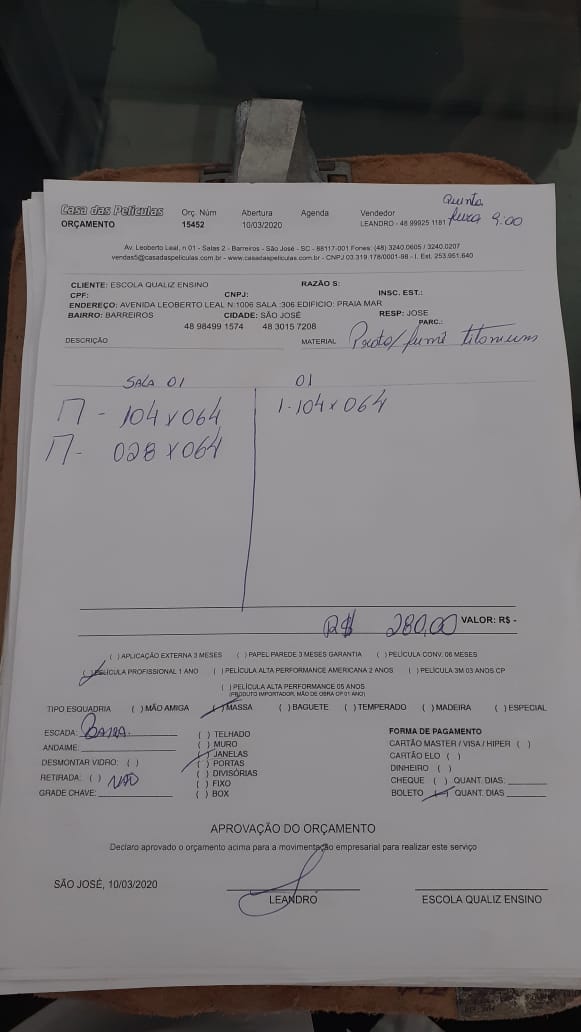 Casa das Películas Orç. Núm Abertura Agenda Vendedor Quinta
ORÇAMENTO 15452 10/03/2020 LEANDRO - 48 99925 1181 feira 9:00
Av. Leoberto Leal, n 01 - Salas 2 - Barreiros - São José - SC - 88117-001 Fones: (48) 3240.0605 / 3240.0207
vendas5@casadaspeliculas.com.br - www.casadaspeliculas.com.br - CNPJ 03.319.178/0001-98 - I. Est. 253.951.640
CLIENTE: ESCOLA QUALIZ ENSINO RAZÃO S:
CPF: CNPJ: INSC. EST.:
ENDEREÇO: AVENIDA LEOBERTO LEAL N:1006 SALA :306 EDIFICIO: PRAIA MAR
BAIRRO: BARREIROS CIDADE: SÃO JOSÉ RESP: JOSE
PARC.:
48 98499 1574 48 3015 7208
DESCRIÇÃO MATERIAL Preto/fumê titanium
SALA 01 01
104 x 064 1-104 x 064
028 x 064
R$ 280,00 VALOR: R$ -
( ) APLICAÇÃO EXTERNA 3 MESES ( ) PAPEL PAREDE 3 MESES GARANTIA ( ) PELÍCULA CONV. 06 MESES
( ) PELÍCULA PROFISSIONAL 1 ANO ( ) PELÍCULA ALTA PERFORMANCE AMERICANA 2 ANOS ( ) PELÍCULA 3M 03 ANOS CP
( ) PELÍCULA ALTA PERFORMANCE 05 ANOS
(PRODUTO IMPORTADOR, MÃO DE OBRA CP 01 ANO)
TIPO ESQUADRIA ( ) MÃO AMIGA ( ) MASSA ( ) BAGUETE ( ) TEMPERADO ( ) MADEIRA ( ) ESPECIAL
ESCADA: BAIXA ( ) TELHADO FORMA DE PAGAMENTO
ANDAIME: ( ) MURO CARTÃO MASTER / VISA / HIPER ( )
( ) JANELAS CARTÃO ELO ( )
DESMONTAR VIDRO: ( ) ( ) PORTAS DINHEIRO ( )
RETIRADA: ( ) NÃO ( ) DIVISÓRIAS CHEQUE ( ) QUANT. DIAS:
( ) FIXO BOLETO ( ) QUANT. DIAS
GRADE CHAVE: ( ) BOX
APROVAÇÃO DO ORÇAMENTO
Declaro aprovado o orçamento acima para a movimentação empresarial para realizar este serviço
SÃO JOSÉ, 10/03/2020
LEANDRO ESCOLA QUALIZ ENSINO